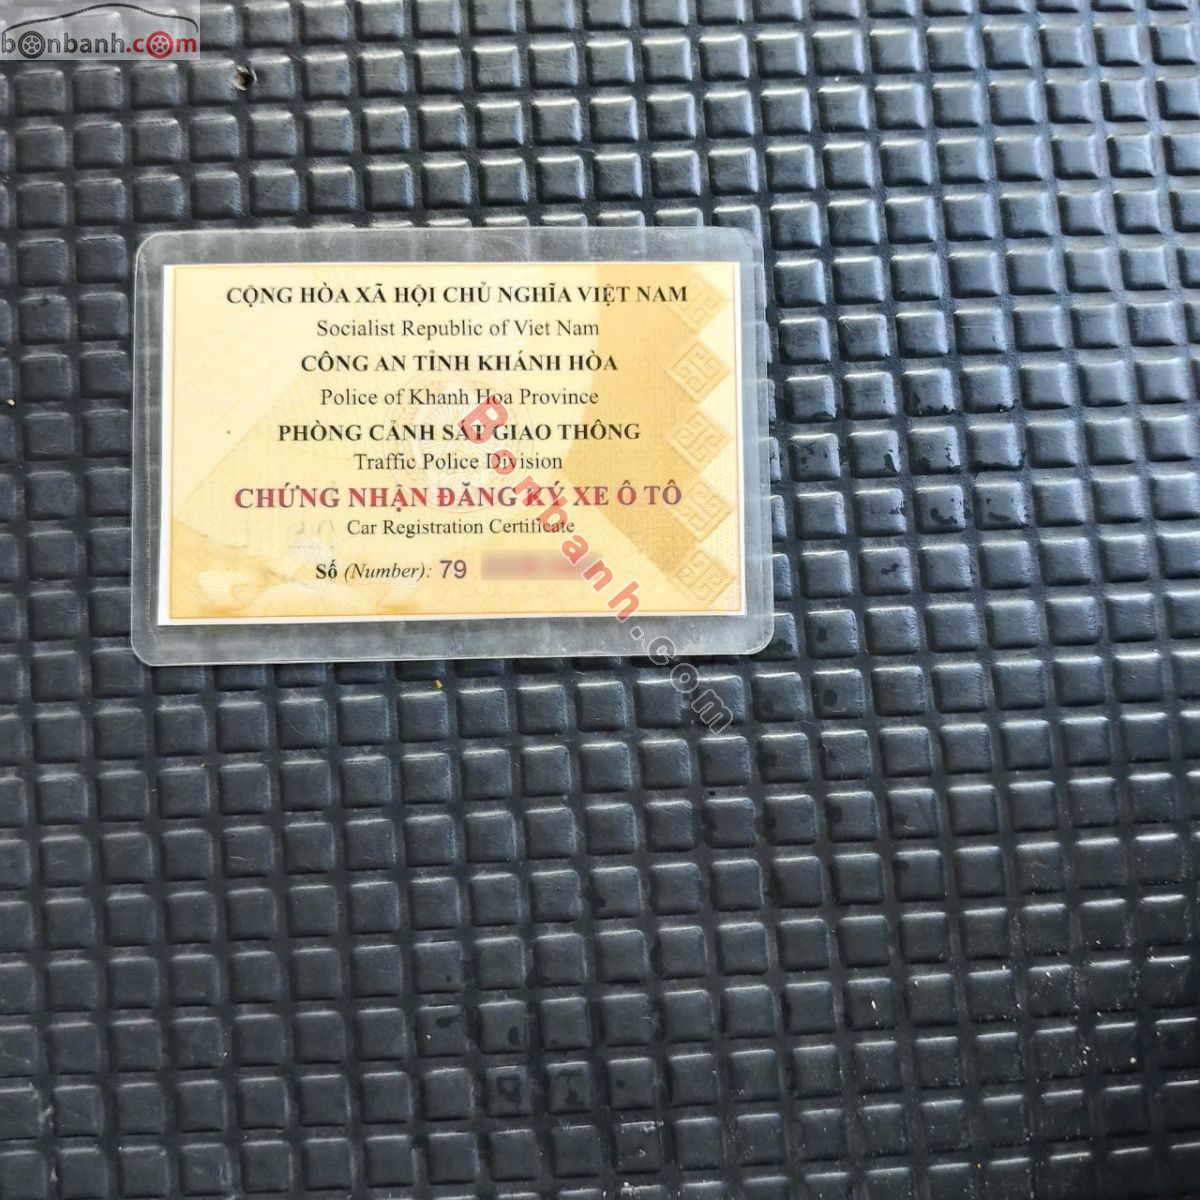 bonbanh.com
CỘNG HÒA XÃ HỘI CHỦ NGHĨA VIỆT NAM
Socialist Republic of Viet Nam
CÔNG AN TỈNH KHÁNH HÒA
Police of Khanh Hoa Province
PHÒNG CẢNH SÁT GIAO THÔNG
Traffic Police Division
CHỨNG NHẬN ĐĂNG KÝ XE Ô TÔ
Car Registration Certificate
Số (Number): 79
Bonbanh.com